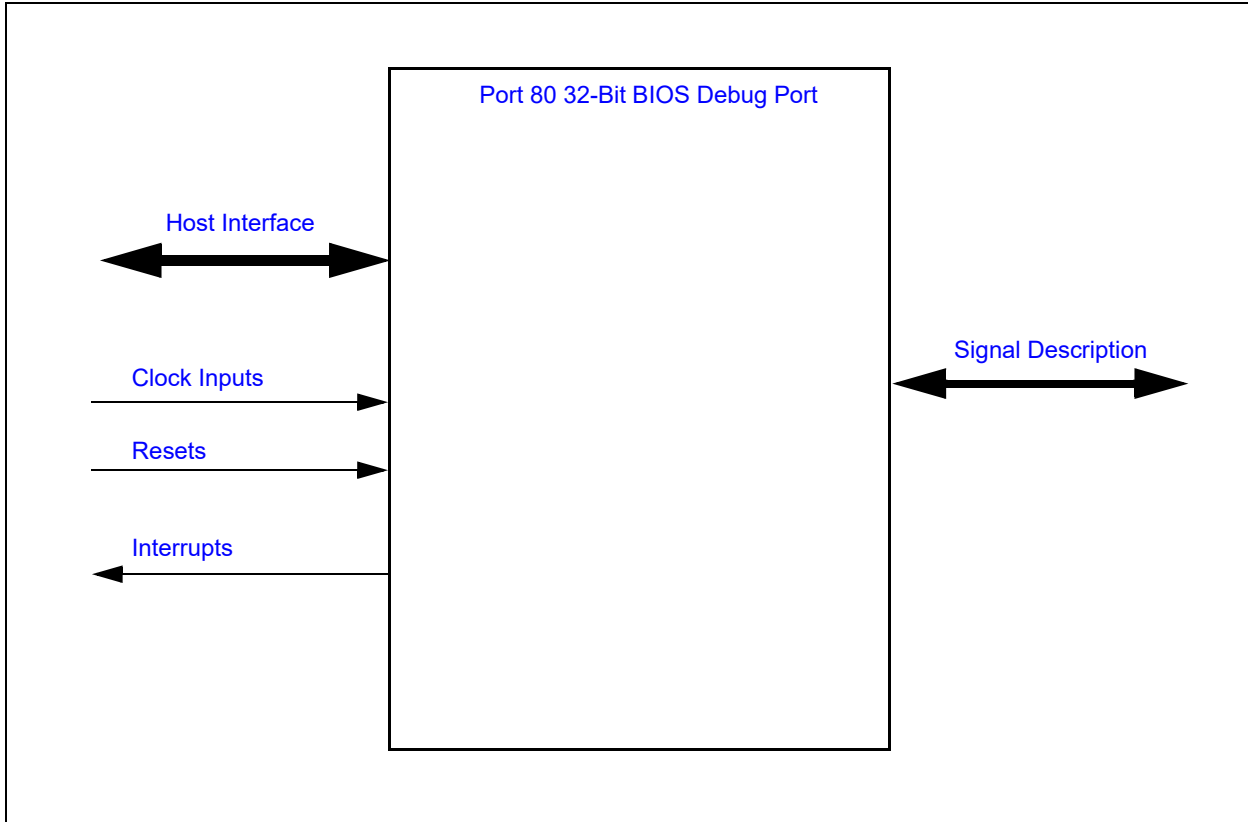 Port 80 32-Bit BIOS Debug Port
Host Interface
Signal Description
Clock Inputs
Resets
Interrupts